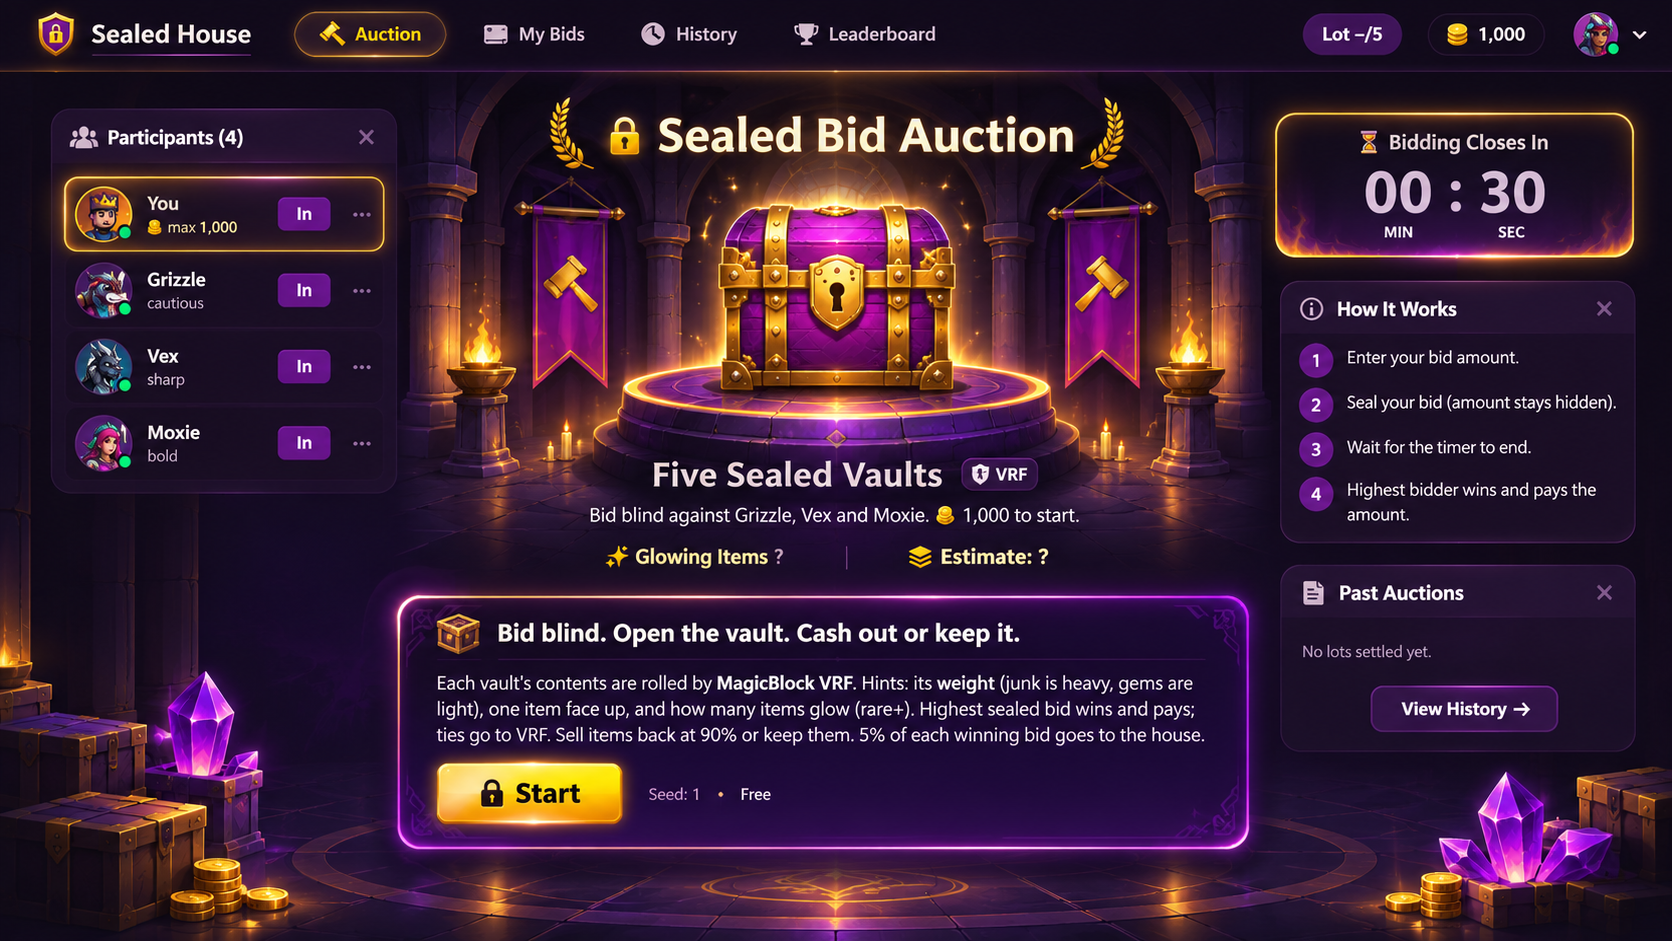 Sealed House
Auction
My Bids
History
Leaderboard
Lot –/5
1,000
Participants (4)
You
max 1,000
In
Grizzle
cautious
In
Vex
sharp
In
Moxie
bold
In
Sealed Bid Auction
Five Sealed Vaults
VRF
Bid blind against Grizzle, Vex and Moxie. 1,000 to start.
Glowing Items ?
Estimate: ?
Bid blind. Open the vault. Cash out or keep it.
Each vault's contents are rolled by MagicBlock VRF. Hints: its weight (junk is heavy, gems are
light), one item face up, and how many items glow (rare+). Highest sealed bid wins and pays;
ties go to VRF. Sell items back at 90% or keep them. 5% of each winning bid goes to the house.
Start
Seed: 1 • Free
Bidding Closes In
00 : 30
MIN SEC
How It Works
1 Enter your bid amount.
2 Seal your bid (amount stays hidden).
3 Wait for the timer to end.
4 Highest bidder wins and pays the
amount.
Past Auctions
No lots settled yet.
View History →